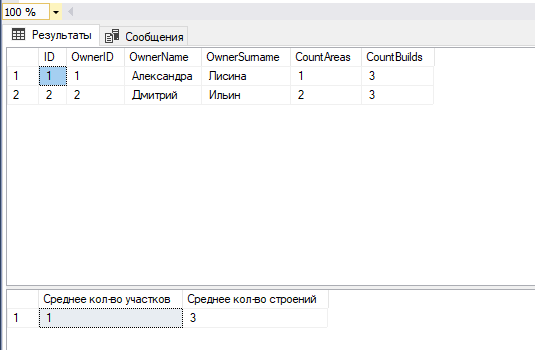 100 %
Результаты Сообщения
ID OwnerID OwnerName OwnerSurname CountAreas CountBuilds
1 1 1 Александра Лисина 1 3
2 2 2 Дмитрий Ильин 2 3
Среднее кол-во участков Среднее кол-во строений
1 1 3